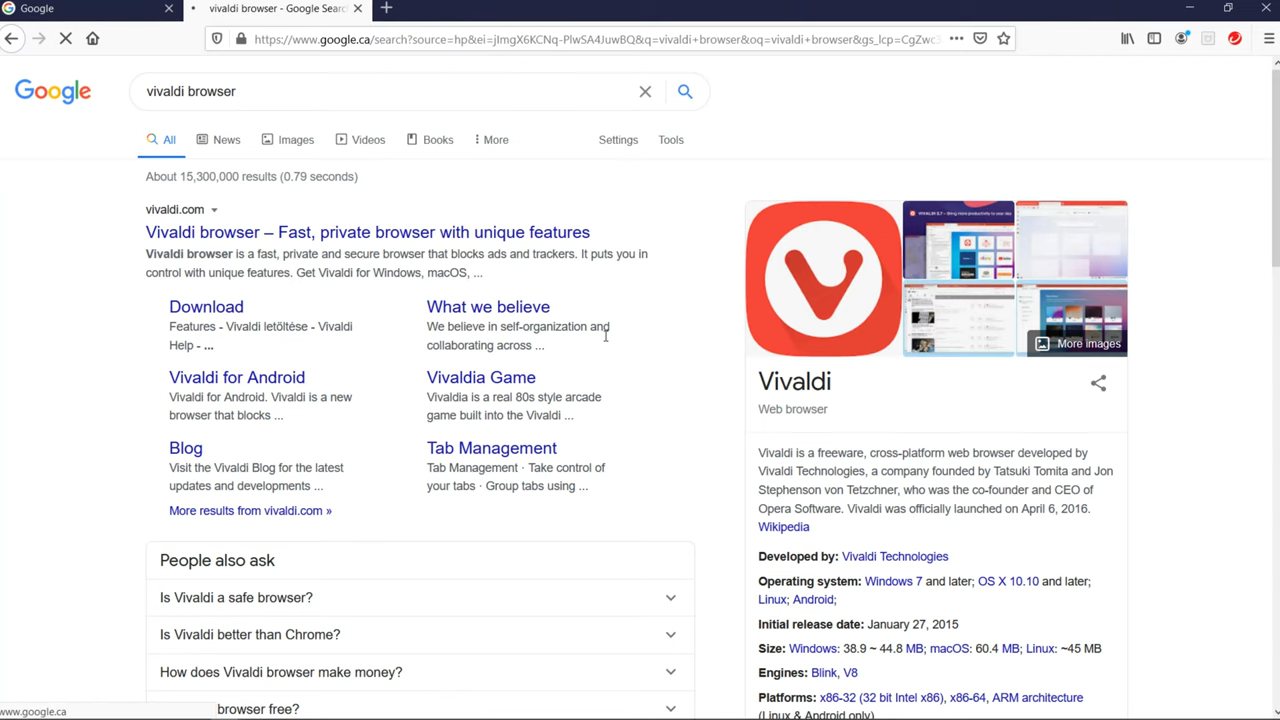 Google
vivaldi browser - Google Searc
https://www.google.ca/search?source=hp&ei=jImgX6KCNq-PlwSA4JuwBQ&q=vivaldi+browser&oq=vivaldi+browser&gs_lcp=CgZwc3
Google
vivaldi browser
All
News
Images
Videos
Books
More
Settings
Tools
About 15,300,000 results (0.79 seconds)
vivaldi.com
Vivaldi browser – Fast, private browser with unique features
Vivaldi browser is a fast, private and secure browser that blocks ads and trackers. It puts you in
control with unique features. Get Vivaldi for Windows, macOS, ...
Download
Features - Vivaldi letöltése - Vivaldi
Help - ...
What we believe
We believe in self-organization and
collaborating across ...
Vivaldi for Android
Vivaldi for Android. Vivaldi is a new
browser that blocks ...
Vivaldia Game
Vivaldia is a real 80s style arcade
game built into the Vivaldi ...
Blog
Visit the Vivaldi Blog for the latest
updates and developments ...
Tab Management
Tab Management · Take control of
your tabs · Group tabs using ...
More results from vivaldi.com »
People also ask
Is Vivaldi a safe browser?
Is Vivaldi better than Chrome?
How does Vivaldi browser make money?
browser free?
www.google.ca
More images
Vivaldi
Web browser
Vivaldi is a freeware, cross-platform web browser developed by
Vivaldi Technologies, a company founded by Tatsuki Tomita and Jon
Stephenson von Tetzchner, who was the co-founder and CEO of
Opera Software. Vivaldi was officially launched on April 6, 2016.
Wikipedia
Developed by: Vivaldi Technologies
Operating system: Windows 7 and later; OS X 10.10 and later;
Linux; Android;
Initial release date: January 27, 2015
Size: Windows: 38.9 ~ 44.8 MB; macOS: 60.4 MB; Linux: ~45 MB
Engines: Blink, V8
Platforms: x86-32 (32 bit Intel x86), x86-64, ARM architecture
(Linux & Android only)